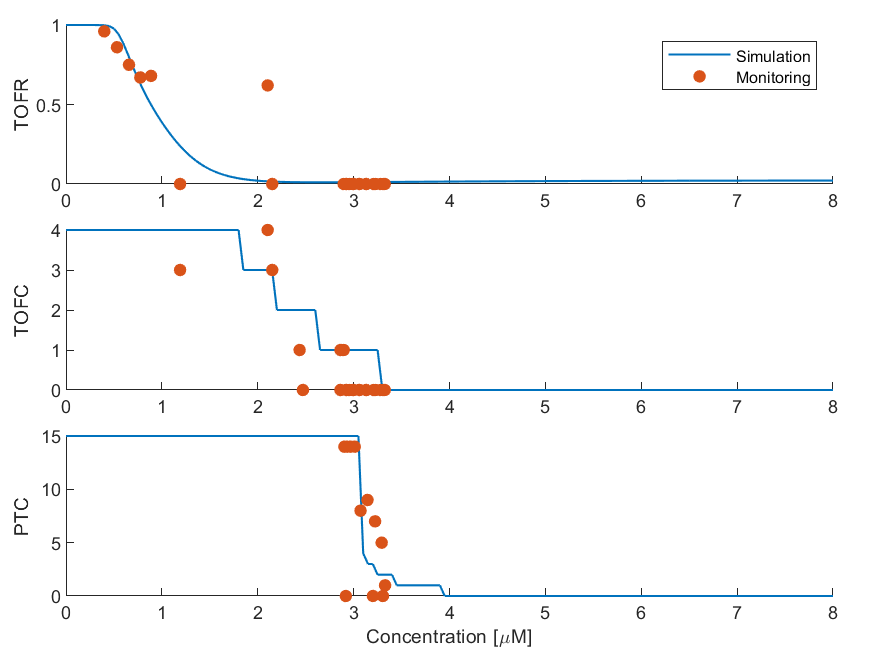 TOFR
1
0.5
0
0 1 2 3 4 5 6 7 8
Simulation
Monitoring
TOFC
4
3
2
1
0
0 1 2 3 4 5 6 7 8
PTC
15
10
5
0
0 1 2 3 4 5 6 7 8
Concentration [μM]